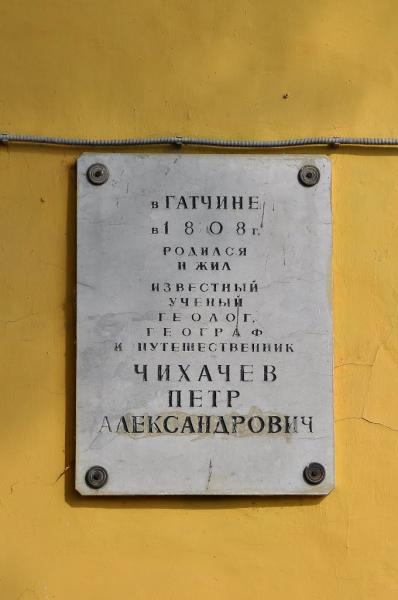 в ГАТЧИНЕ
в 1808 г.
РОДИЛСЯ
И ЖИЛ
ИЗВЕСТНЫЙ
УЧЕНЫЙ
ГЕОЛОГ,
ГЕОГРАФ
И ПУТЕШЕСТВЕННИК
ЧИХАЧЕВ
ПЕТР
АЛЕКСАНДРОВИЧ